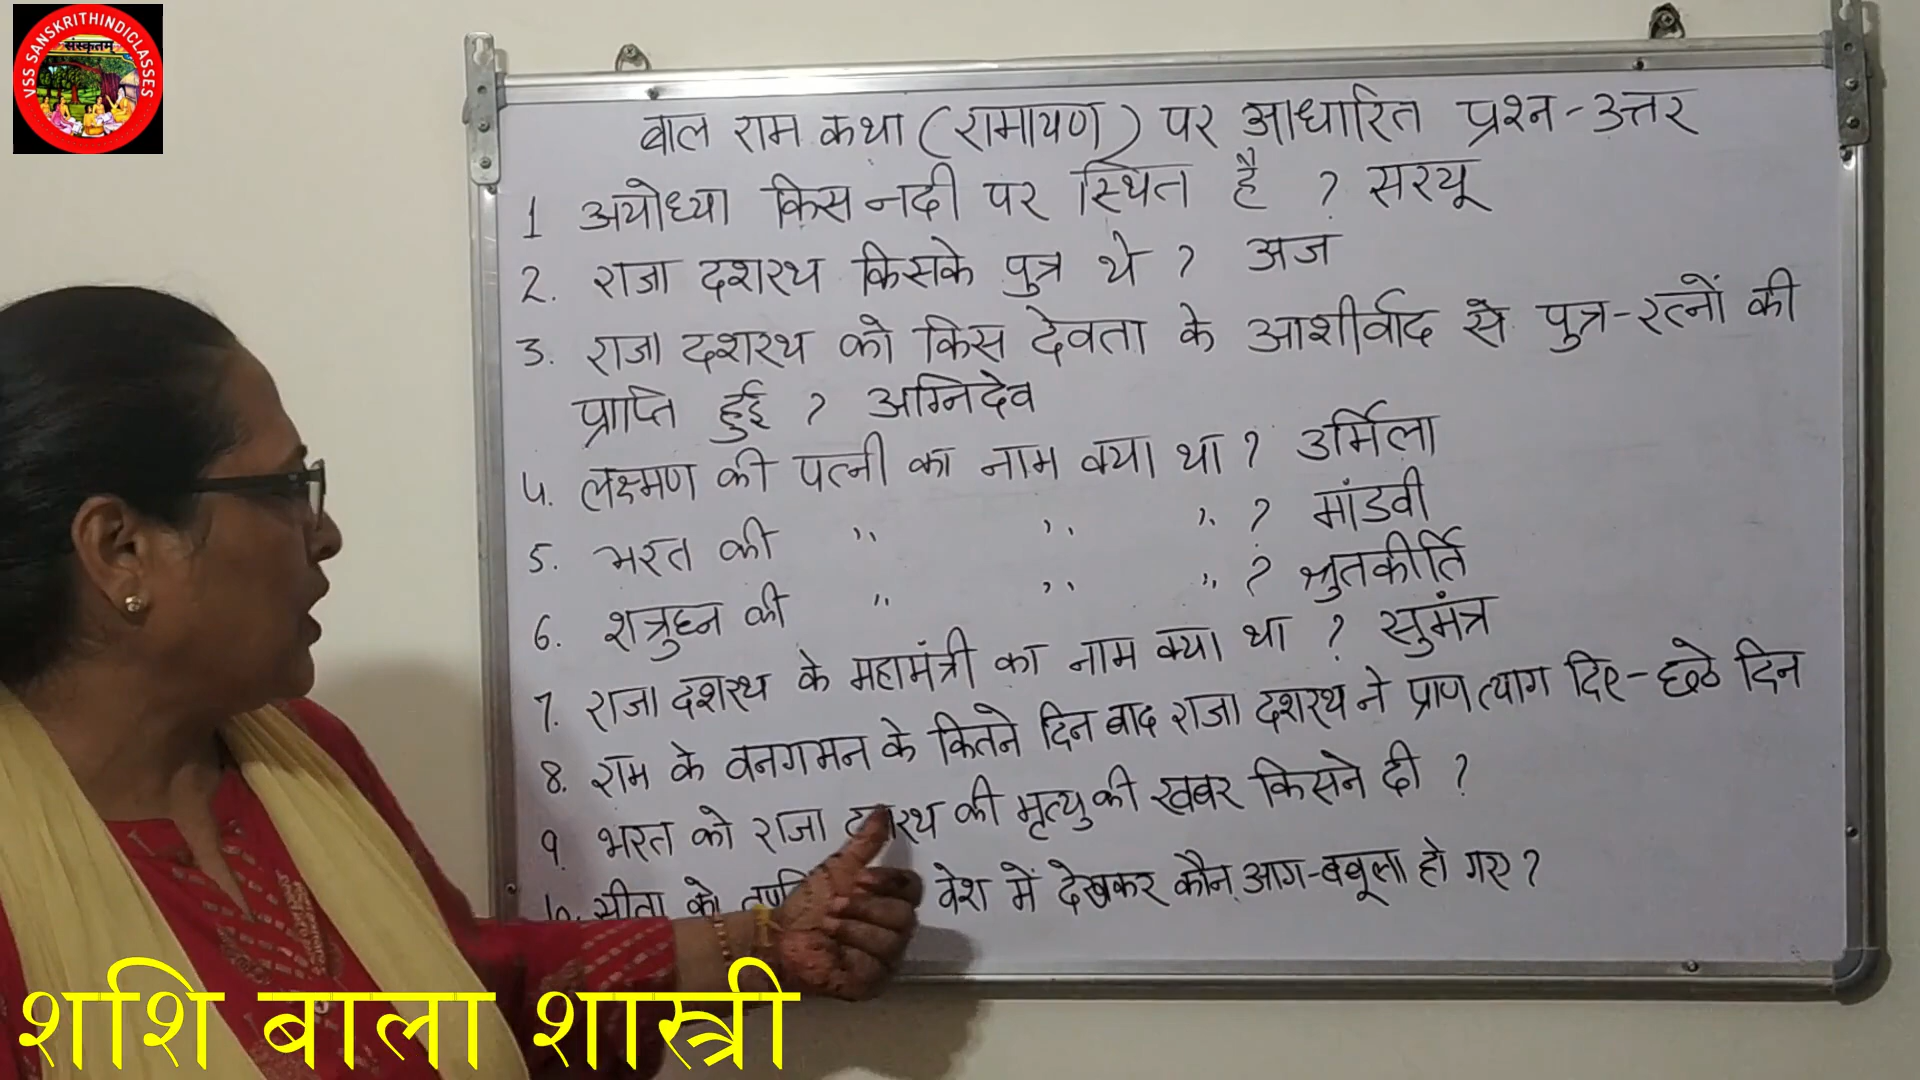 VSS SANSKRITHINDICLASSES
संस्कृतम्
बाल राम कथा (रामायण) पर आधारित प्रश्न-उत्तर
1 अयोध्या किस नदी पर स्थित है ? सरयू
2. राजा दशरथ किसके पुत्र थे ? अज
3. राजा दशरथ को किस देवता के आशीर्वाद से पुत्र-रत्नों की
प्राप्ति हुई ? अग्निदेव
4. लक्ष्मण की पत्नी का नाम क्या था ? उर्मिला
5. भरत की " " " ? मांडवी
6. शत्रुघ्न की " " " ? श्रुतकीर्ति
7. राजा दशरथ के महामंत्री का नाम क्या था ? सुमंत्र
8. राम के वनगमन के कितने दिन बाद राजा दशरथ ने प्राण त्याग दिए - छठे दिन
9. भरत को राजा की मृत्यु की खबर किसने दी ?
सीता को वेश में देखकर कौन आग-बबूला हो गए ?
शशि बाला शास्त्री